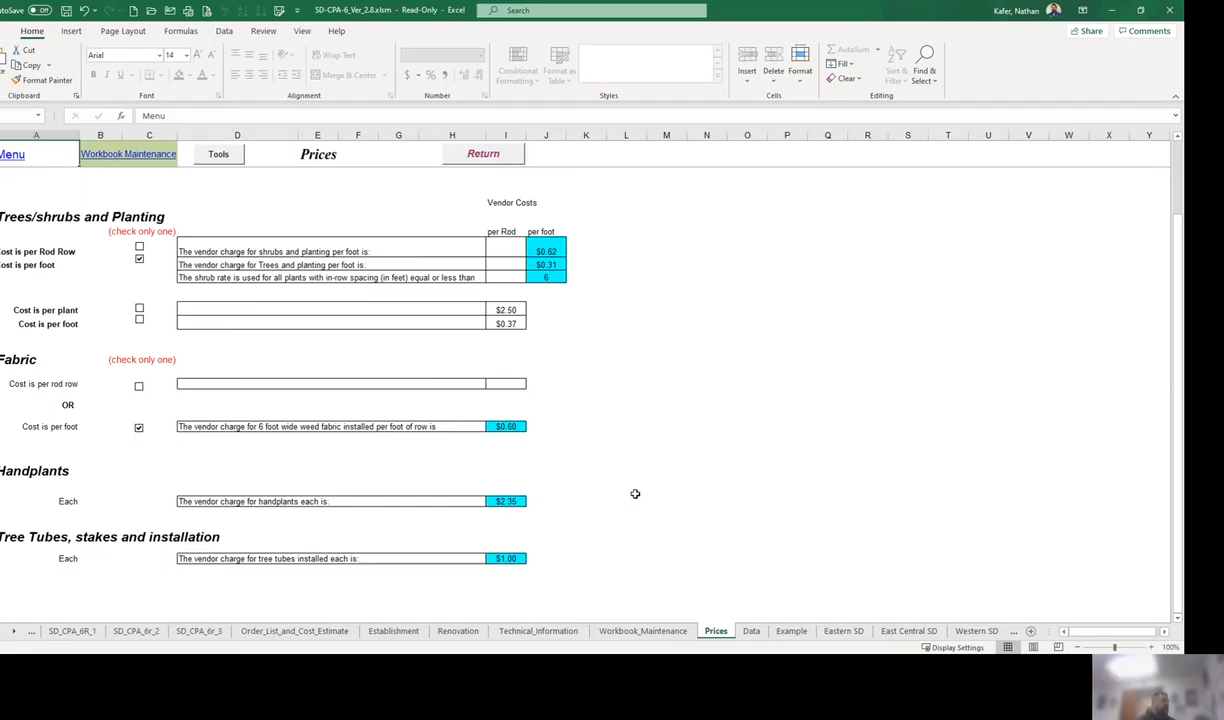 AutoSave Off SD-CPA-6_Ver_2.8.xlsm - Read-Only - Excel Search Kafer, Nathan
Home Insert Page Layout Formulas Data Review View Help Share Comments
Cut
Copy
Format Painter
Arial 14
B I U
Wrap Text
Merge & Center
$ % 9
Conditional Formatting
Format as Table
Insert Delete Format
AutoSum
Fill
Clear
Sort & Filter
Find & Select
Clipboard Font Alignment Number Styles Cells Editing
fx Menu
A B C D E F G H I J K L M N O P Q R S T U V W X Y
Menu Workbook Maintenance Tools Prices Return
Vendor Costs
Trees/shrubs and Planting
(check only one) per Rod per foot
Cost is per Rod Row The vendor charge for shrubs and planting per foot is: $0.62
Cost is per foot The vendor charge for Trees and planting per foot is: $0.31
The shrub rate is used for all plants with in-row spacing (in feet) equal or less than 6
Cost is per plant $2.50
Cost is per foot $0.37
Fabric (check only one)
Cost is per rod row
OR
Cost is per foot The vendor charge for 6 foot wide weed fabric installed per foot of row is $0.60
Handplants
Each The vendor charge for handplants each is: $2.35
Tree Tubes, stakes and installation
Each The vendor charge for tree tubes installed each is: $1.00
... SD_CPA_6R_1 SD_CPA_6r_2 SD_CPA_6r_3 Order_List_and_Cost_Estimate Establishment Renovation Technical_Information Workbook_Maintenance Prices Data Example Eastern SD East Central SD Western SD ...
Display Settings 100%